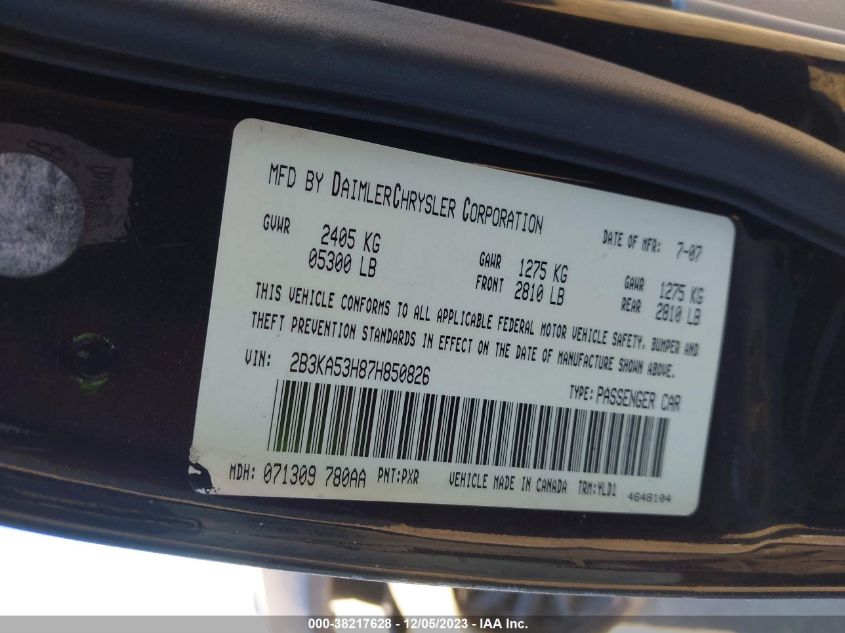 MFD BY DAIMLERCHRYSLER CORPORATION
DATE OF MFR: 7-07
GVWR 2405 KG 05300 LB
GAWR FRONT 1275 KG 2810 LB
GAWR REAR 1275 KG 2810 LB
THIS VEHICLE CONFORMS TO ALL APPLICABLE FEDERAL MOTOR VEHICLE SAFETY, BUMPER AND
THEFT PREVENTION STANDARDS IN EFFECT ON THE DATE OF MANUFACTURE SHOWN ABOVE.
VIN: 2B3KA53H87H850826
TYPE: PASSENGER CAR
MDH: 071309 780AA PNT:PXR VEHICLE MADE IN CANADA TRM:YLD1
4648104
000-38217628 - 12/05/2023 - IAA Inc.